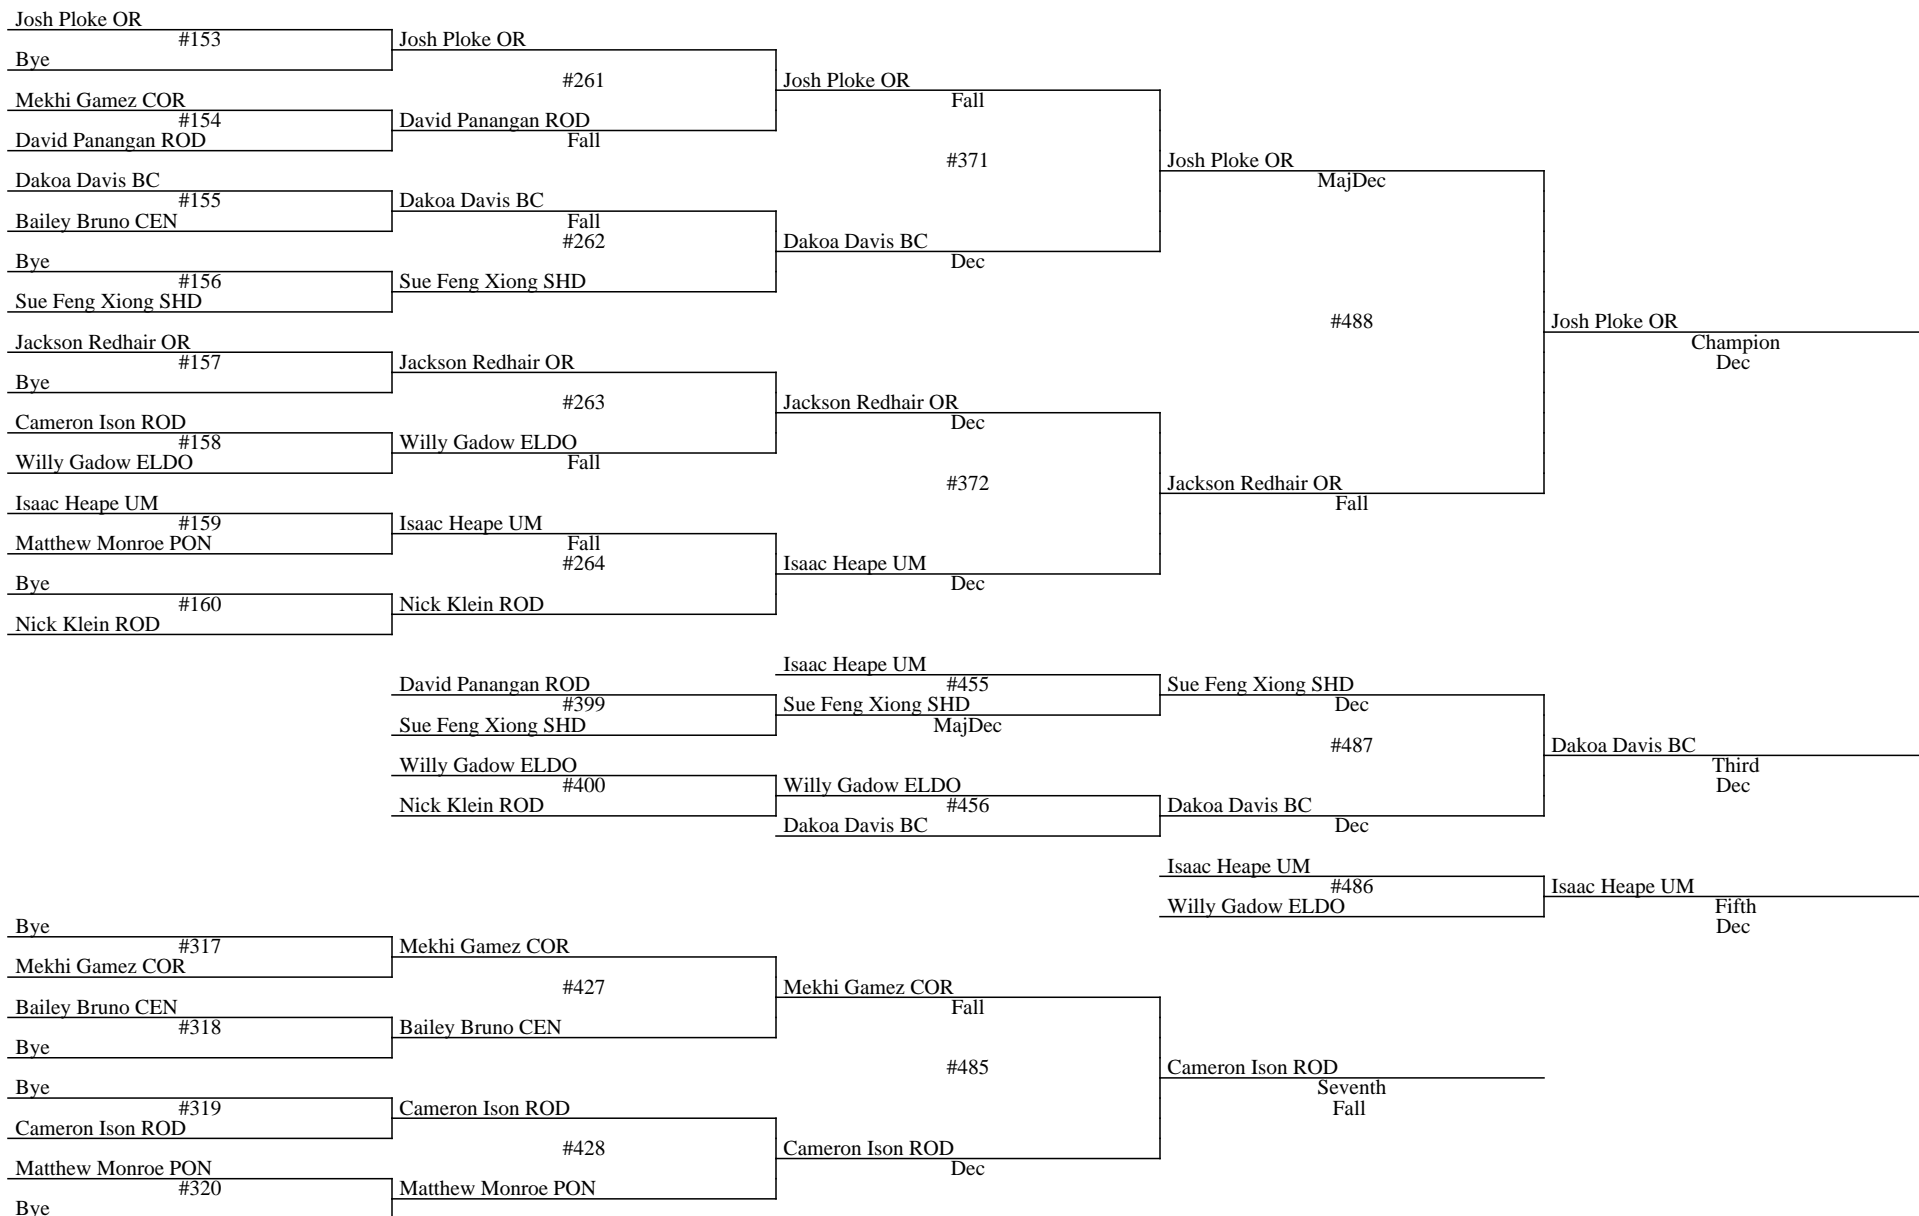 Josh Ploke OR
#153
Bye
Josh Ploke OR
#261
Mekhi Gamez COR
#154
David Panangan ROD
David Panangan ROD
Fall
Josh Ploke OR
Fall
#371
Dakoa Davis BC
#155
Bailey Bruno CEN
Dakoa Davis BC
Fall
#262
Bye
#156
Sue Feng Xiong SHD
Sue Feng Xiong SHD
Dakoa Davis BC
Dec
Josh Ploke OR
MajDec
#488
Jackson Redhair OR
#157
Bye
Jackson Redhair OR
#263
Cameron Ison ROD
#158
Willy Gadow ELDO
Willy Gadow ELDO
Fall
Jackson Redhair OR
Dec
#372
Isaac Heape UM
#159
Matthew Monroe PON
Isaac Heape UM
Fall
#264
Bye
#160
Nick Klein ROD
Nick Klein ROD
Isaac Heape UM
Dec
Jackson Redhair OR
Fall
Josh Ploke OR
Champion
Dec
David Panangan ROD
#399
Sue Feng Xiong SHD
Isaac Heape UM
#455
Sue Feng Xiong SHD
MajDec
Sue Feng Xiong SHD
Dec
#487
Willy Gadow ELDO
#400
Nick Klein ROD
Willy Gadow ELDO
#456
Dakoa Davis BC
Dakoa Davis BC
Dec
Dakoa Davis BC
Third
Dec
Isaac Heape UM
#486
Willy Gadow ELDO
Isaac Heape UM
Fifth
Dec
Bye
#317
Mekhi Gamez COR
Mekhi Gamez COR
#427
Bailey Bruno CEN
#318
Bye
Bailey Bruno CEN
Mekhi Gamez COR
Fall
#485
Bye
#319
Cameron Ison ROD
Cameron Ison ROD
#428
Matthew Monroe PON
#320
Bye
Matthew Monroe PON
Cameron Ison ROD
Dec
Cameron Ison ROD
Seventh
Fall